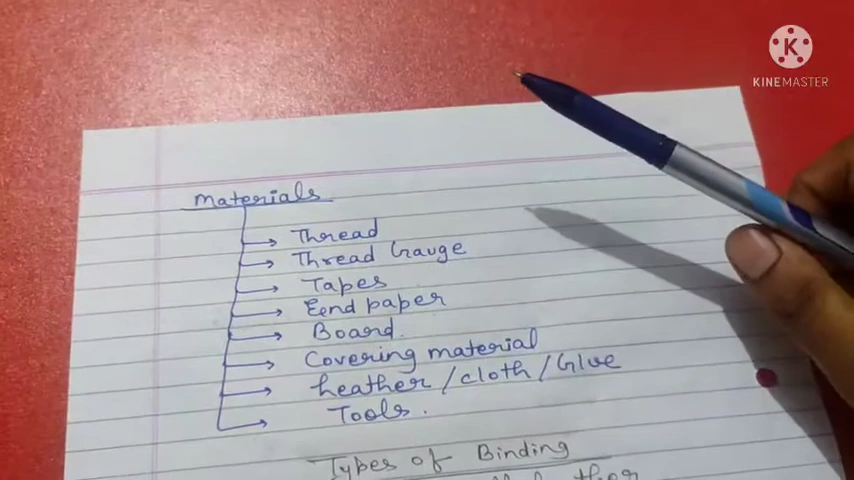 KINEMASTER
Materials
Thread
Thread Gauge
Tapes
End paper
Board.
Covering material
Leather/cloth/Glue
Tools.
Types of Binding